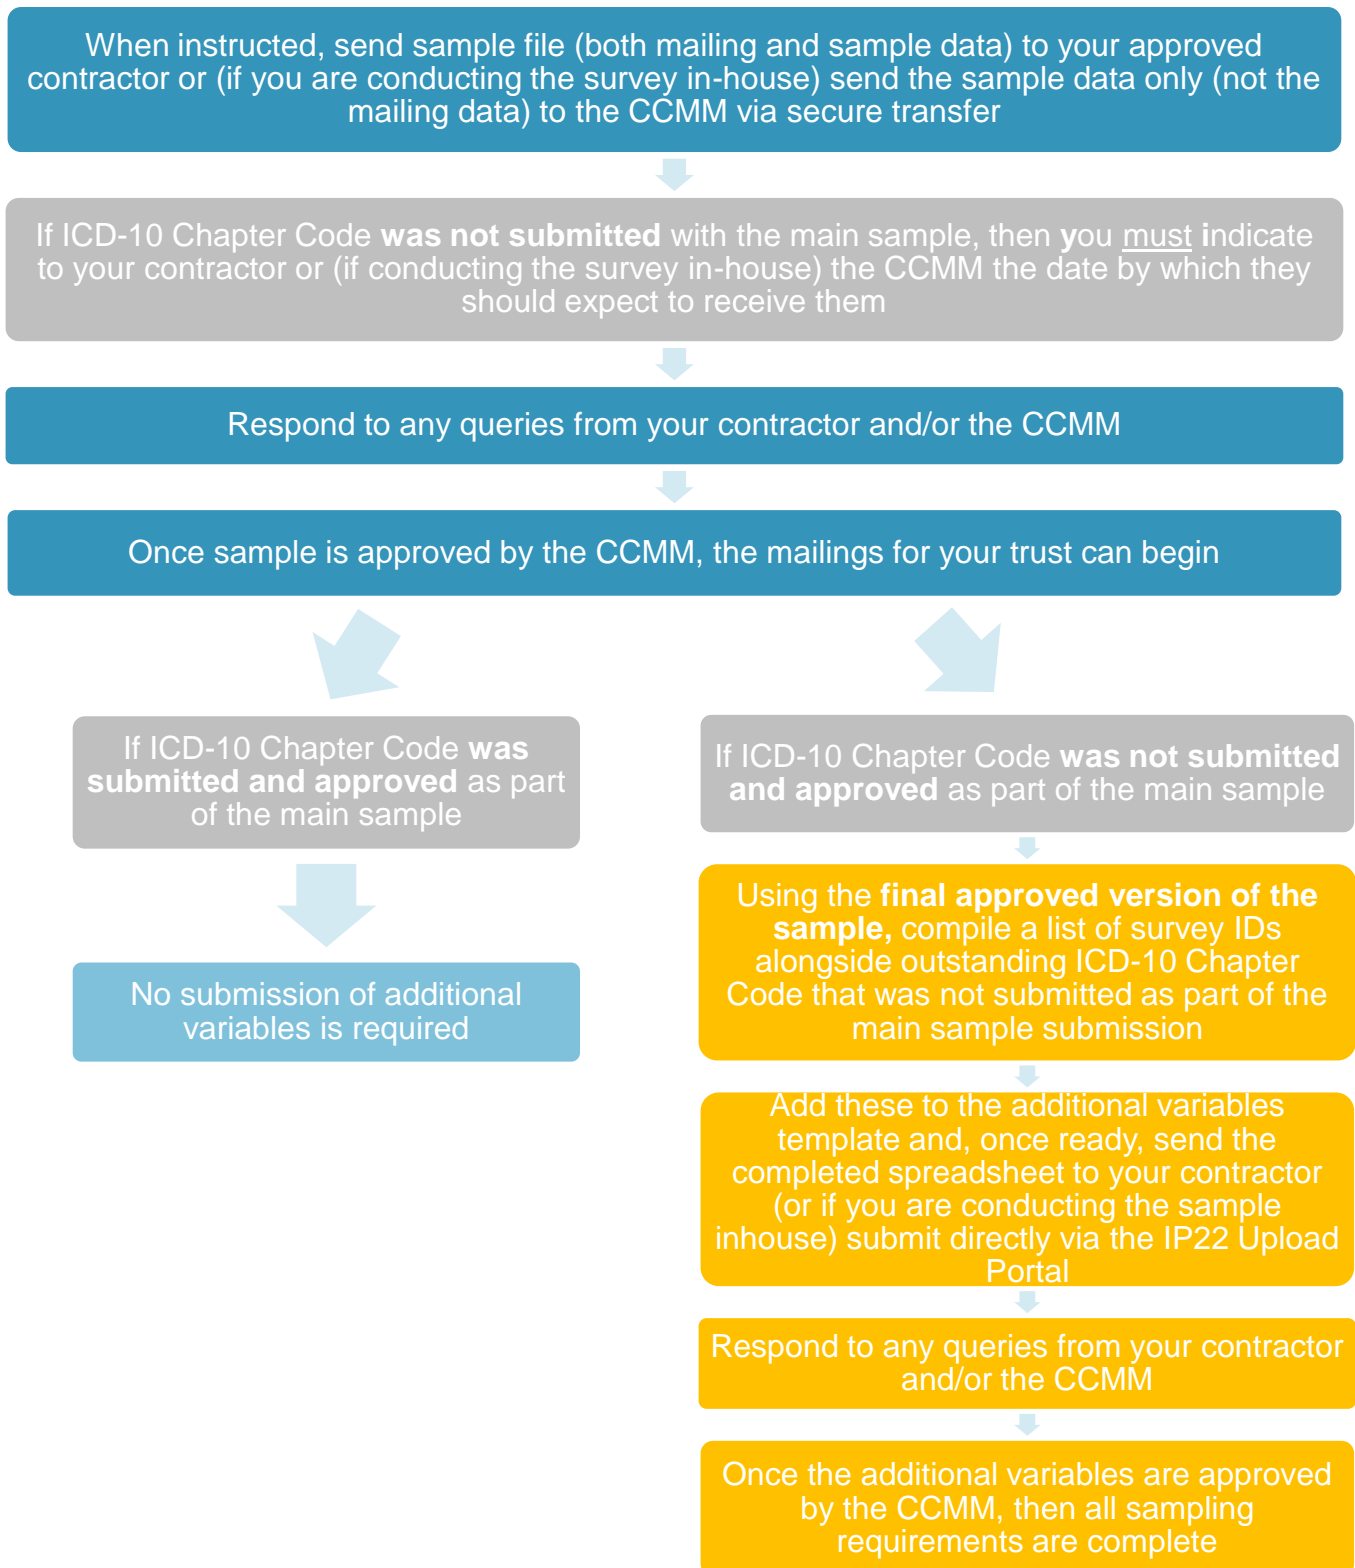 When instructed, send sample file (both mailing and sample data) to your approved
contractor or (if you are conducting the survey in-house) send the sample data only (not the
mailing data) to the CCMM via secure transfer
If ICD-10 Chapter Code was not submitted with the main sample, then you must indicate
to your contractor or (if conducting the survey in-house) the CCMM the date by which they
should expect to receive them
Respond to any queries from your contractor and/or the CCMM
Once sample is approved by the CCMM, the mailings for your trust can begin
If ICD-10 Chapter Code was
submitted and approved as part
of the main sample
No submission of additional
variables is required
If ICD-10 Chapter Code was not submitted
and approved as part of the main sample
Using the final approved version of the
sample, compile a list of survey IDs
alongside outstanding ICD-10 Chapter
Code that was not submitted as part of the
main sample submission
Add these to the additional variables
template and, once ready, send the
completed spreadsheet to your contractor
(or if you are conducting the sample
inhouse) submit directly via the IP22 Upload
Portal
Respond to any queries from your contractor
and/or the CCMM
Once the additional variables are approved
by the CCMM, then all sampling
requirements are complete